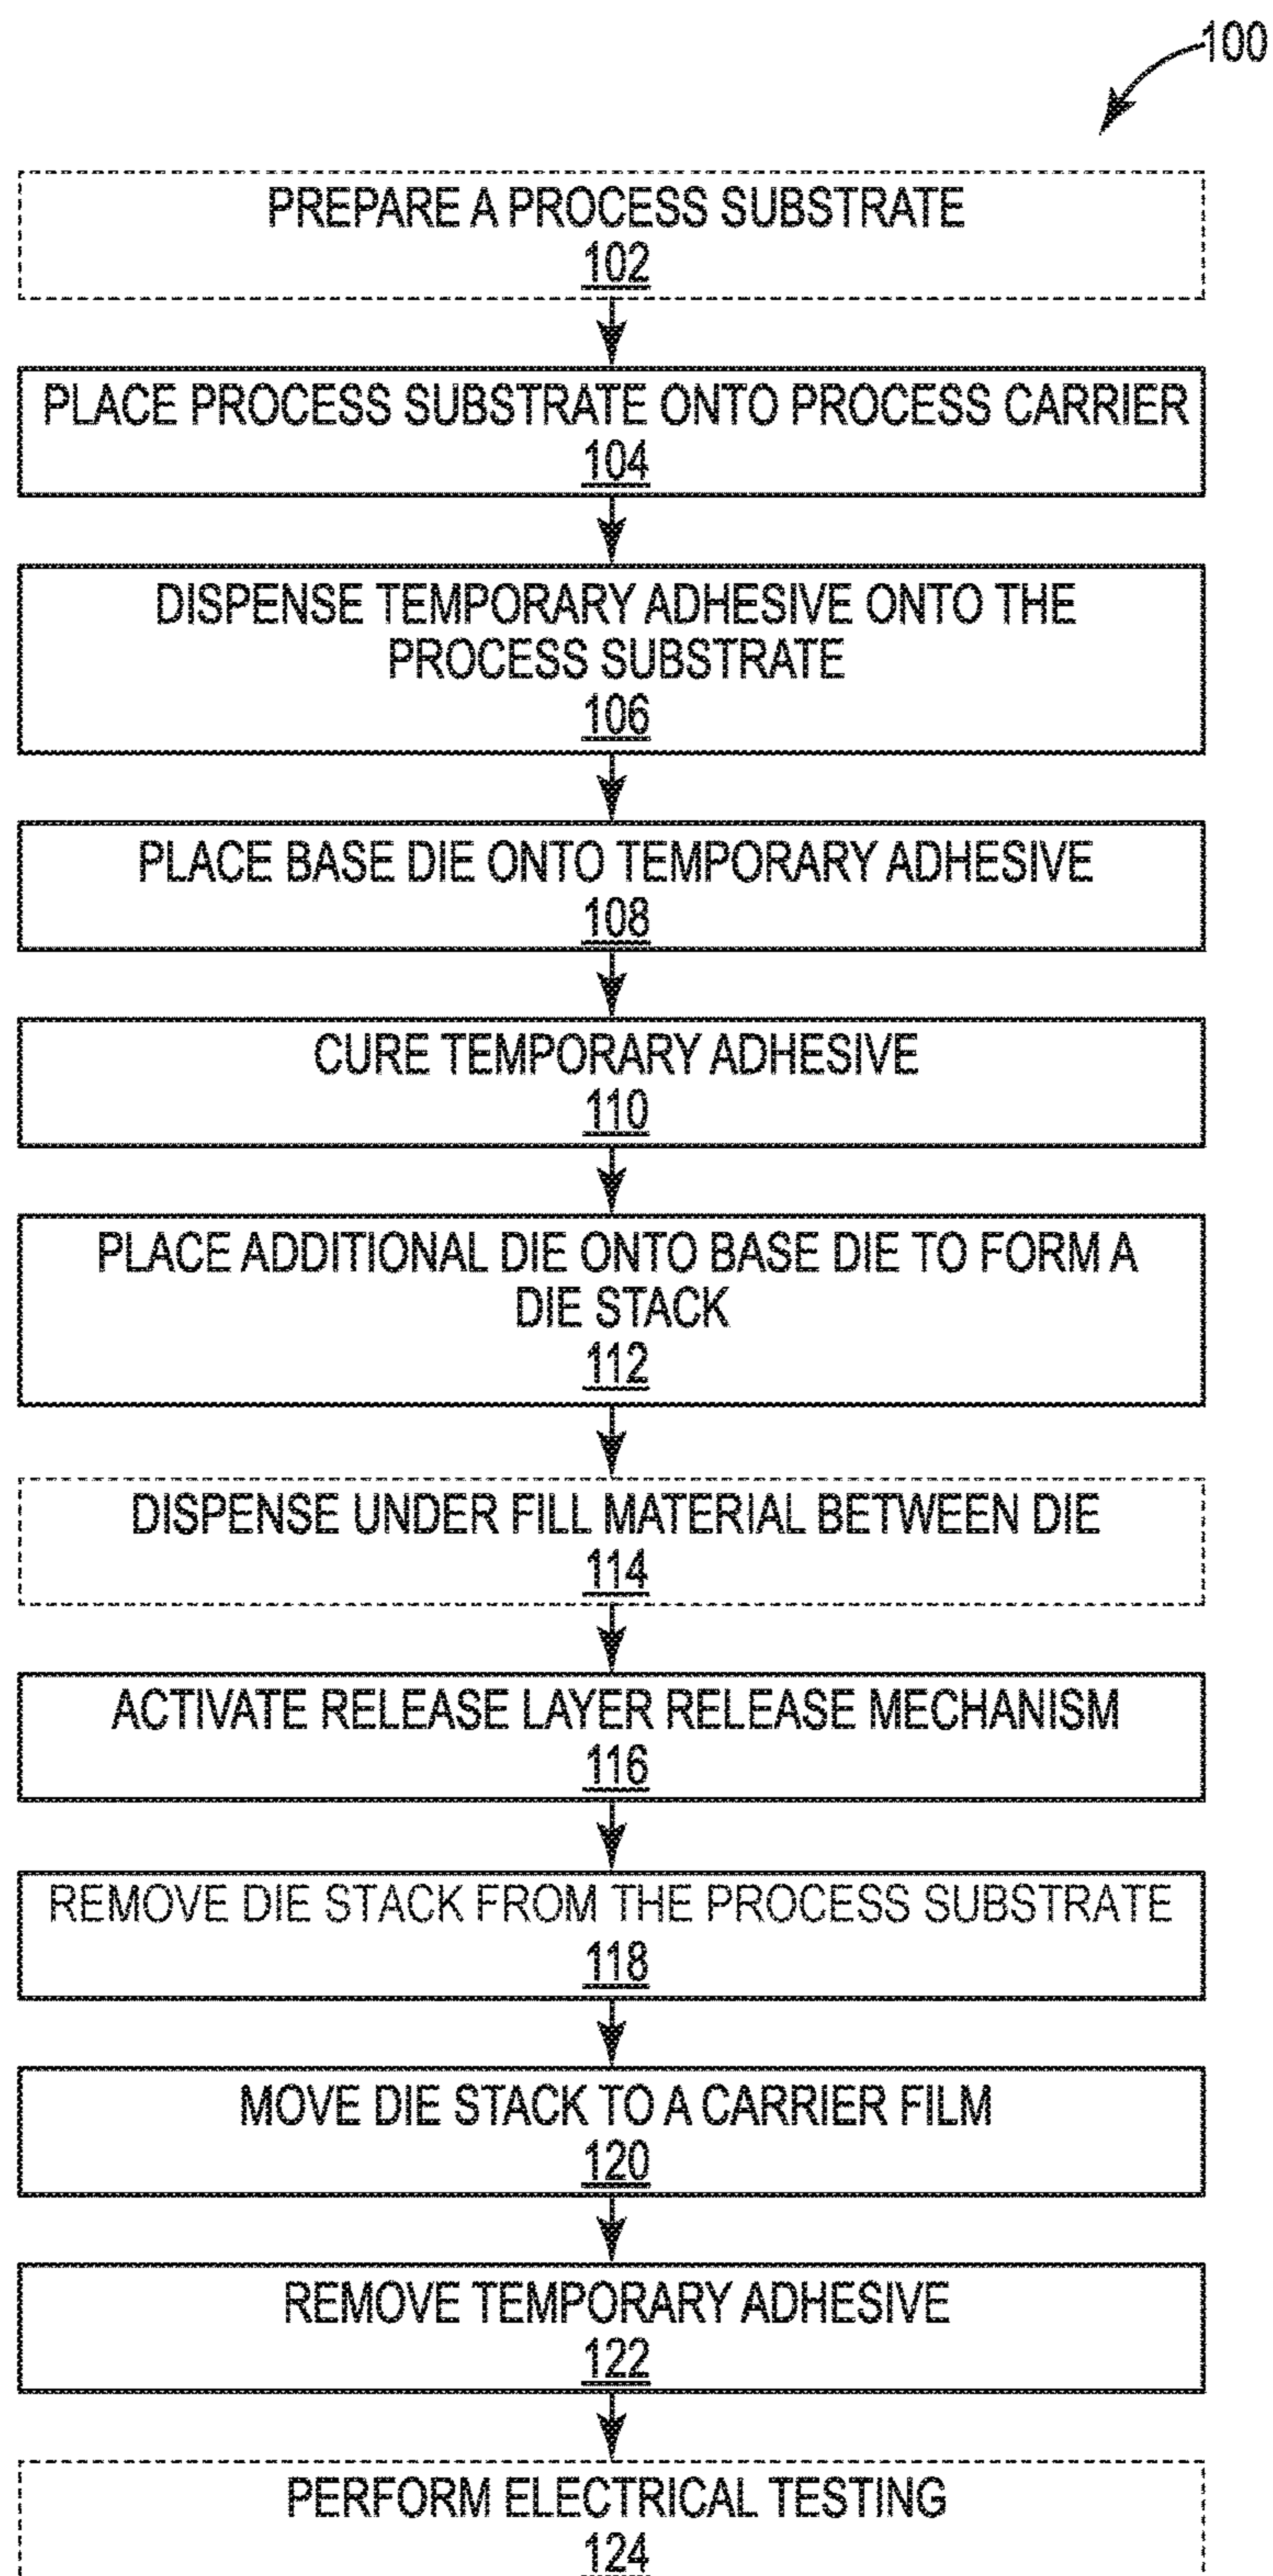 100
PREPARE A PROCESS SUBSTRATE
102
PLACE PROCESS SUBSTRATE ONTO PROCESS CARRIER
104
DISPENSE TEMPORARY ADHESIVE ONTO THE
PROCESS SUBSTRATE
106
PLACE BASE DIE ONTO TEMPORARY ADHESIVE
108
CURE TEMPORARY ADHESIVE
110
PLACE ADDITIONAL DIE ONTO BASE DIE TO FORM A
DIE STACK
112
DISPENSE UNDER FILL MATERIAL BETWEEN DIE
114
ACTIVATE RELEASE LAYER RELEASE MECHANISM
116
REMOVE DIE STACK FROM THE PROCESS SUBSTRATE
118
MOVE DIE STACK TO A CARRIER FILM
120
REMOVE TEMPORARY ADHESIVE
122
PERFORM ELECTRICAL TESTING
124